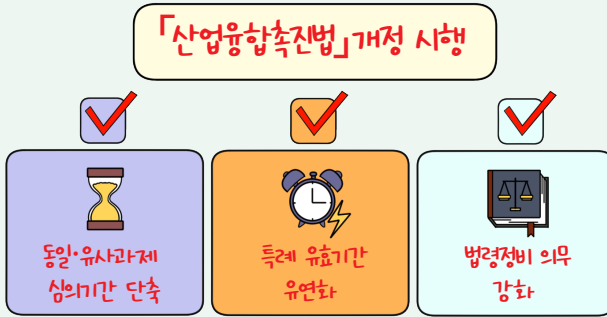 「산업융합촉진법」개정 시행
동일·유사과제
심의기간 단축
특례 유효기간
유연화
법령정비 의무
강화